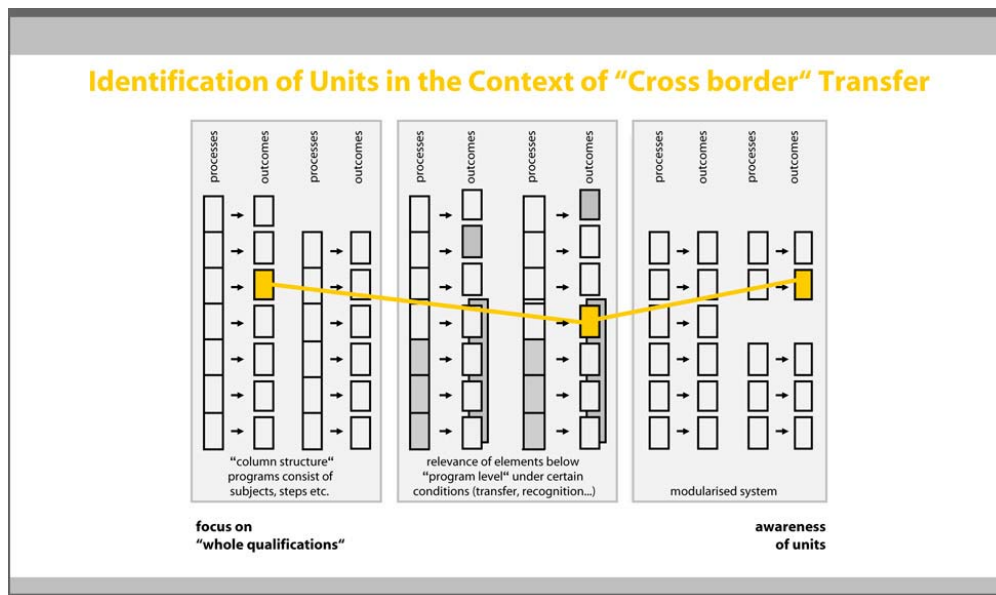 Identification of Units in the Context of “Cross border“ Transfer
processes
outcomes
processes
outcomes
processes
outcomes
processes
outcomes
processes
outcomes
processes
outcomes
“column structure“
programs consist of
subjects, steps etc.
relevance of elements below
“program level“ under certain
conditions (transfer, recognition...)
modularised system
focus on
“whole qualifications“
awareness
of units